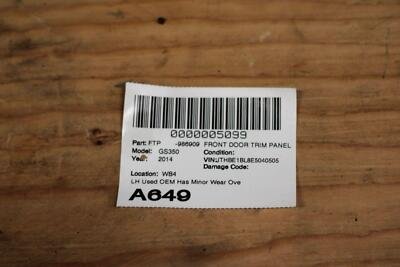 0000005099
Part: FTP -986909 FRONT DOOR TRIM PANEL
Model: GS350 Condition:
Year: 2014 VIN:JTHBE1BL8E5040505
Damage Code:
Location: WB4
LH Used OEM Has Minor Wear Ove
A649